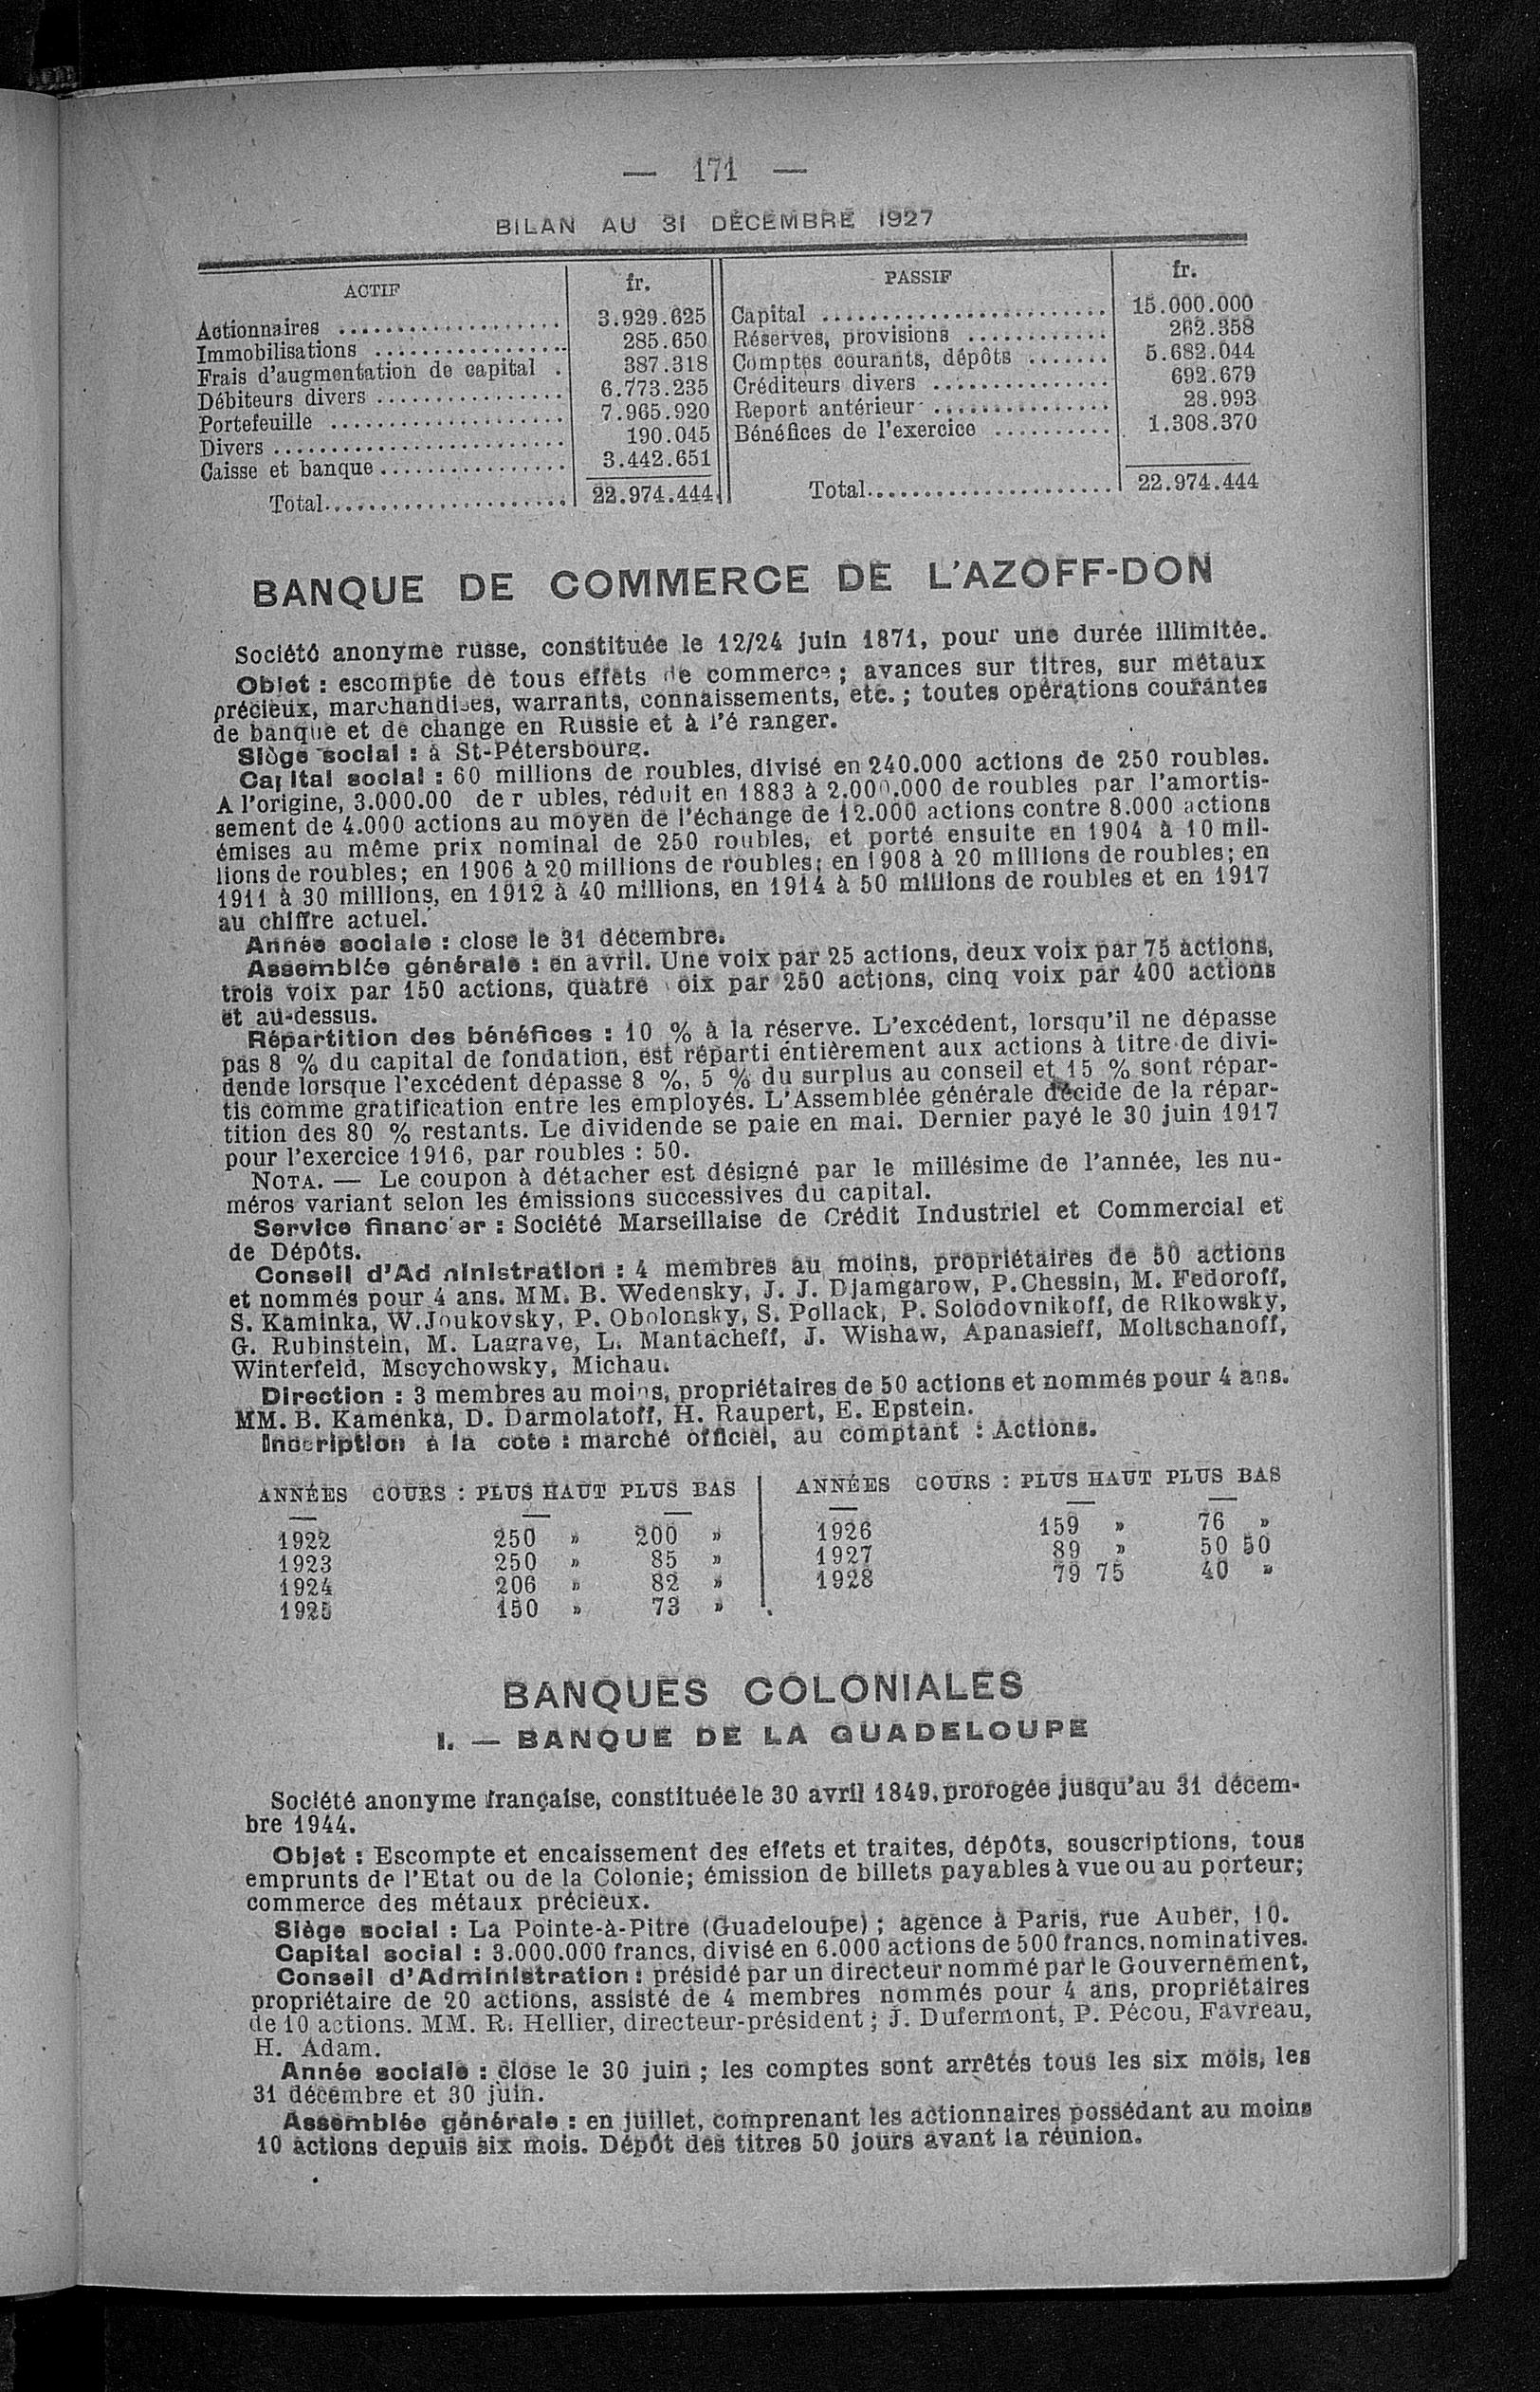 — 171 —
BILAN AU 31 DÉCEMBRE 1927
ACTIF fr.
Actionnaires .................. 3.929.625
Immobilisations ................ 285.650
Frais d'augmentation de capital . 387.318
Débiteurs divers ................ 6.773.235
Portefeuille .................... 7.965.920
Divers ......................... 190.045
Caisse et banque ................ 3.442.651
Total...................... 22.974.444
PASSIF fr.
Capital ........................ 15.000.000
Réserves, provisions ............ 262.358
Comptes courants, dépôts ....... 5.682.044
Créditeurs divers ............... 692.679
Report antérieur ............... 28.993
Bénéfices de l'exercice .......... 1.308.370
Total...................... 22.974.444
BANQUE DE COMMERCE DE L'AZOFF-DON
Société anonyme russe, constituée le 12/24 juin 1871, pour une durée illimitée.
Objet : escompte de tous effets de commerce ; avances sur titres, sur métaux
précieux, marchandises, warrants, connaissements, etc. ; toutes opérations courantes
de banque et de change en Russie et à l'é ranger.
Siège social : à St-Pétersbourg.
Capital social : 60 millions de roubles, divisé en 240.000 actions de 250 roubles.
A l'origine, 3.000.00 de r ubles, réduit en 1883 à 2.000.000 de roubles par l'amortis-
sement de 4.000 actions au moyen de l'échange de 12.000 actions contre 8.000 actions
émises au même prix nominal de 250 roubles, et porté ensuite en 1904 à 10 mil-
lions de roubles; en 1906 à 20 millions de roubles; en 1908 à 20 millions de roubles; en
1911 à 30 millions, en 1912 à 40 millions, en 1914 à 50 millions de roubles et en 1917
au chiffre actuel.
Année sociale : close le 31 décembre.
Assemblée générale : en avril. Une voix par 25 actions, deux voix par 75 actions,
trois voix par 150 actions, quatre oix par 250 actions, cinq voix par 400 actions
et au-dessus.
Répartition des bénéfices : 10 % à la réserve. L'excédent, lorsqu'il ne dépasse
pas 8 % du capital de fondation, est réparti entièrement aux actions à titre de divi-
dende lorsque l'excédent dépasse 8 %, 5 % du surplus au conseil et 15 % sont répar-
tis comme gratification entre les employés. L'Assemblée générale décide de la répar-
tition des 80 % restants. Le dividende se paie en mai. Dernier payé le 30 juin 1917
pour l'exercice 1916, par roubles : 50.
NOTA. — Le coupon à détacher est désigné par le millésime de l'année, les nu-
méros variant selon les émissions successives du capital.
Service financier : Société Marseillaise de Crédit Industriel et Commercial et
de Dépôts.
Conseil d'Administration : 4 membres au moins, propriétaires de 50 actions
et nommés pour 4 ans. MM. B. Wedensky, J. J. Djamgarow, P. Chessin, M. Fedoroff,
S. Kaminka, W. Joukovsky, P. Obolonsky, S. Pollack, P. Solodovnikoff, de Rikowsky,
G. Rubinstein, M. Lagrave, L. Mantacheff, J. Wishaw, Apanasieff, Moltschanoff,
Winterfeld, Mscychowsky, Michau.
Direction : 3 membres au moins, propriétaires de 50 actions et nommés pour 4 ans.
MM. B. Kamenka, D. Darmolatoff, H. Raupert, E. Epstein.
Inscription à la cote : marché officiel, au comptant : Actions.
ANNÉES COURS : PLUS HAUT PLUS BAS
1922 250 » 200 »
1923 250 » 85 »
1924 206 » 82 »
1925 150 » 73 »
ANNÉES COURS : PLUS HAUT PLUS BAS
1926 159 » 76 »
1927 89 » 50 50
1928 79 75 40 »
BANQUES COLONIALES
I. — BANQUE DE LA GUADELOUPE
Société anonyme française, constituée le 30 avril 1849, prorogée jusqu'au 31 décem-
bre 1944.
Objet : Escompte et encaissement des effets et traites, dépôts, souscriptions, tous
emprunts de l'Etat ou de la Colonie; émission de billets payables à vue ou au porteur;
commerce des métaux précieux.
Siège social : La Pointe-à-Pitre (Guadeloupe) ; agence à Paris, rue Auber, 10.
Capital social : 3.000.000 francs, divisé en 6.000 actions de 500 francs, nominatives.
Conseil d'Administration : présidé par un directeur nommé par le Gouvernement,
propriétaire de 20 actions, assisté de 4 membres nommés pour 4 ans, propriétaires
de 10 actions. MM. R. Hellier, directeur-président ; J. Dufermont, P. Pécou, Favreau,
H. Adam.
Année sociale : close le 30 juin ; les comptes sont arrêtés tous les six mois, les
31 décembre et 30 juin.
Assemblée générale : en juillet, comprenant les actionnaires possédant au moins
10 actions depuis six mois. Dépôt des titres 50 jours avant la réunion.